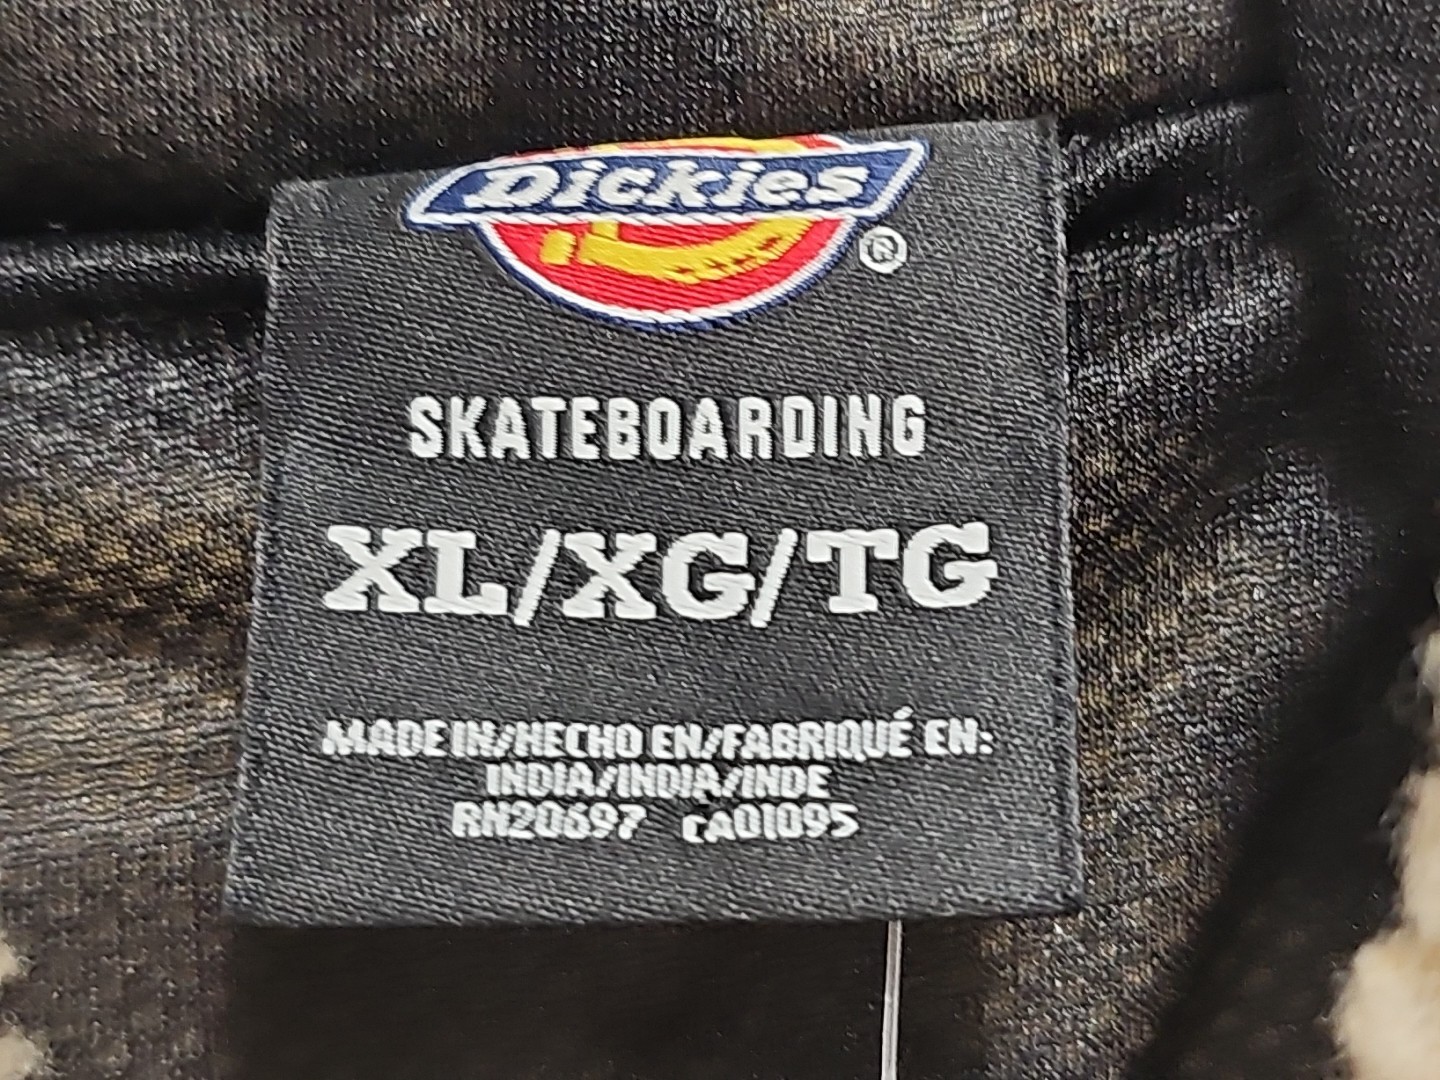 Dickies
®
SKATEBOARDING
XL/XG/TG
MADE IN/HECHO EN/FABRIQUÉ EN:
INDIA/INDIA/INDE
RN20697 CA01095